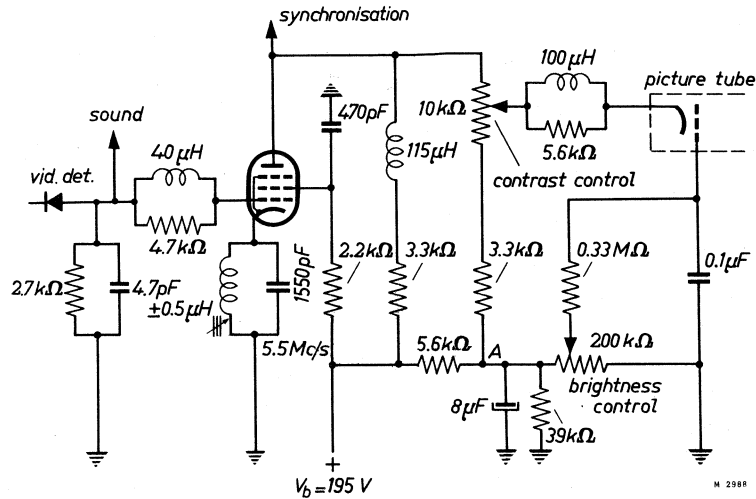 synchronisation
100µH
picture tube
470pF
10kΩ
sound
40µH
115µH
5.6kΩ
vid. det.
contrast control
4.7kΩ
2.2kΩ
3.3kΩ
3.3kΩ
0.33MΩ
1550pF
0.1µF
2.7kΩ
4.7pF
±0.5µH
5.5Mc/s
5.6kΩ
A
200kΩ
brightness
control
8µF
39kΩ
+
Vb=195 V
M 2988